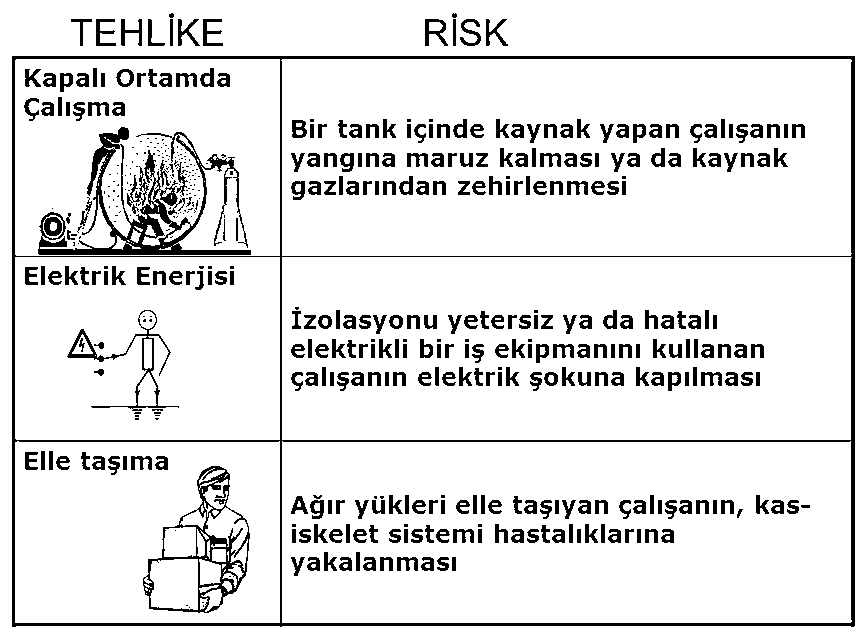 TEHLİKE
RİSK
Kapalı Ortamda
Çalışma
Bir tank içinde kaynak yapan çalışanın
yangına maruz kalması ya da kaynak
gazlarından zehirlenmesi
Elektrik Enerjisi
İzolasyonu yetersiz ya da hatalı
elektrikli bir iş ekipmanını kullanan
çalışanın elektrik şokuna kapılması
Elle taşıma
Ağır yükleri elle taşıyan çalışanın, kas-
iskelet sistemi hastalıklarına
yakalanması